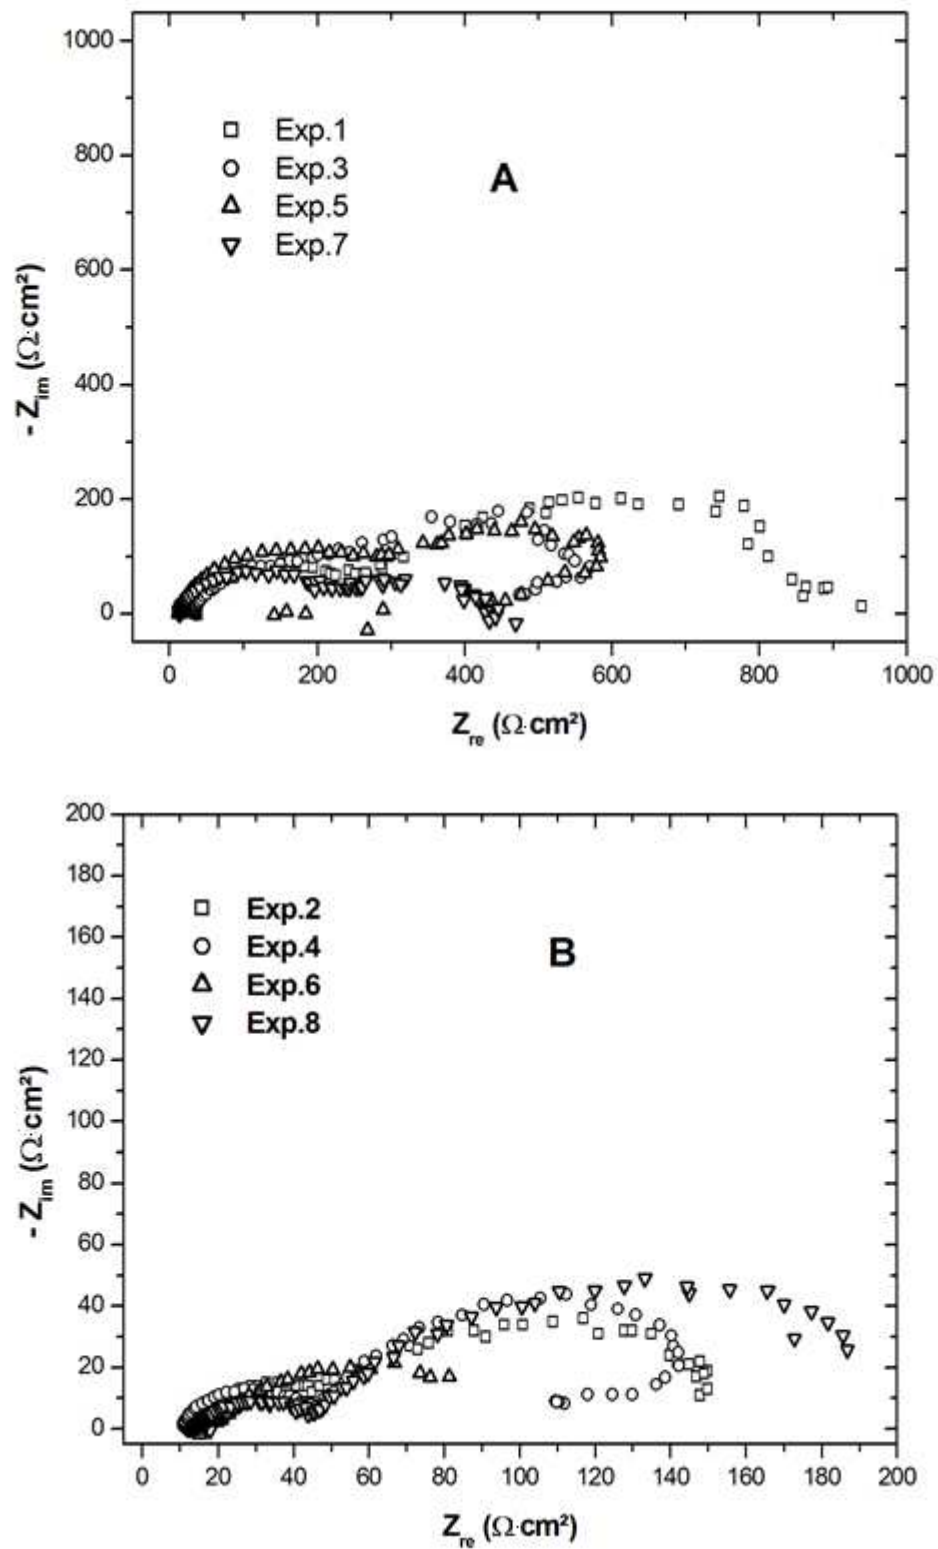 1000
800
600
400
200
0
- Z_im (Ω·cm²)
Exp.1
Exp.3
Exp.5
Exp.7
A
0 200 400 600 800 1000
Z_re (Ω·cm²)
200
180
160
140
120
100
80
60
40
20
0
- Z_im (Ω·cm²)
Exp.2
Exp.4
Exp.6
Exp.8
B
0 20 40 60 80 100 120 140 160 180 200
Z_re (Ω·cm²)